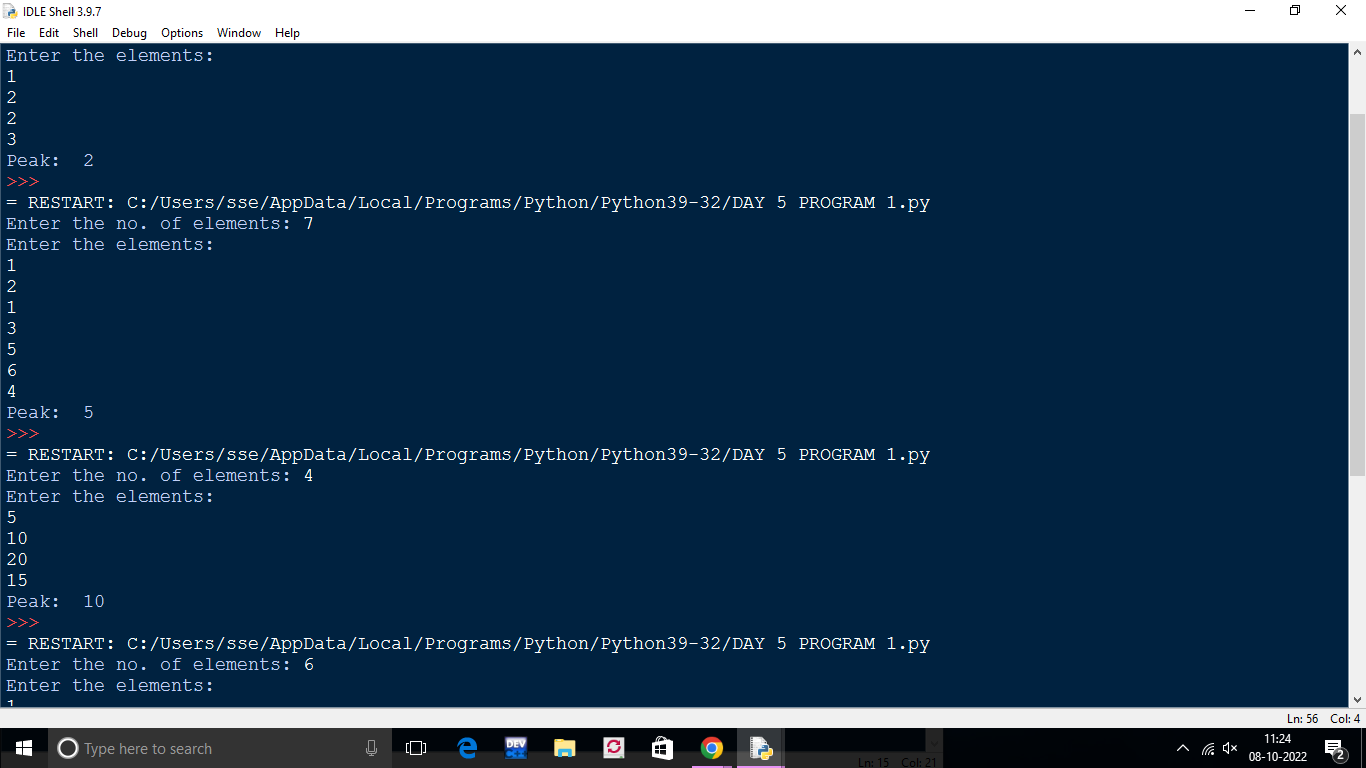 IDLE Shell 3.9.7
File Edit Shell Debug Options Window Help
Enter the elements:
1
2
2
3
Peak:  2
>>>
= RESTART: C:/Users/sse/AppData/Local/Programs/Python/Python39-32/DAY 5 PROGRAM 1.py
Enter the no. of elements: 7
Enter the elements:
1
2
1
3
5
6
4
Peak:  5
>>>
= RESTART: C:/Users/sse/AppData/Local/Programs/Python/Python39-32/DAY 5 PROGRAM 1.py
Enter the no. of elements: 4
Enter the elements:
5
10
20
15
Peak:  10
>>>
= RESTART: C:/Users/sse/AppData/Local/Programs/Python/Python39-32/DAY 5 PROGRAM 1.py
Enter the no. of elements: 6
Enter the elements:
1
Ln: 56 Col: 4
Type here to search
DEV
Ln: 15 Col: 21
11:24
08-10-2022
2